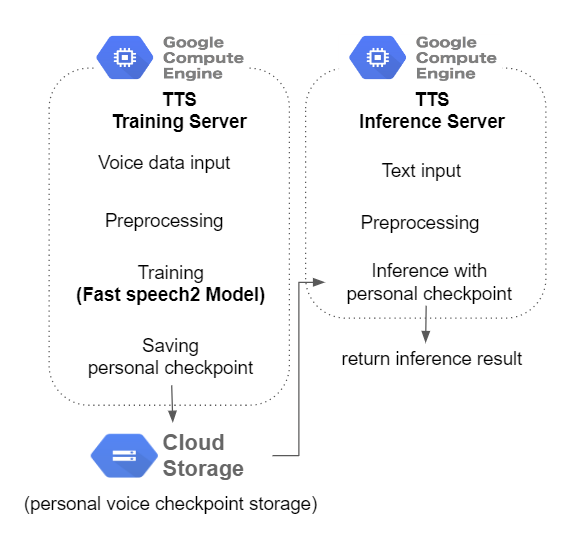 Google
Compute
Engine
TTS
Training Server
Voice data input
Preprocessing
Training
(Fast speech2 Model)
Saving
personal checkpoint
Cloud
Storage
(personal voice checkpoint storage)
Google
Compute
Engine
TTS
Inference Server
Text input
Preprocessing
Inference with
personal checkpoint
return inference result